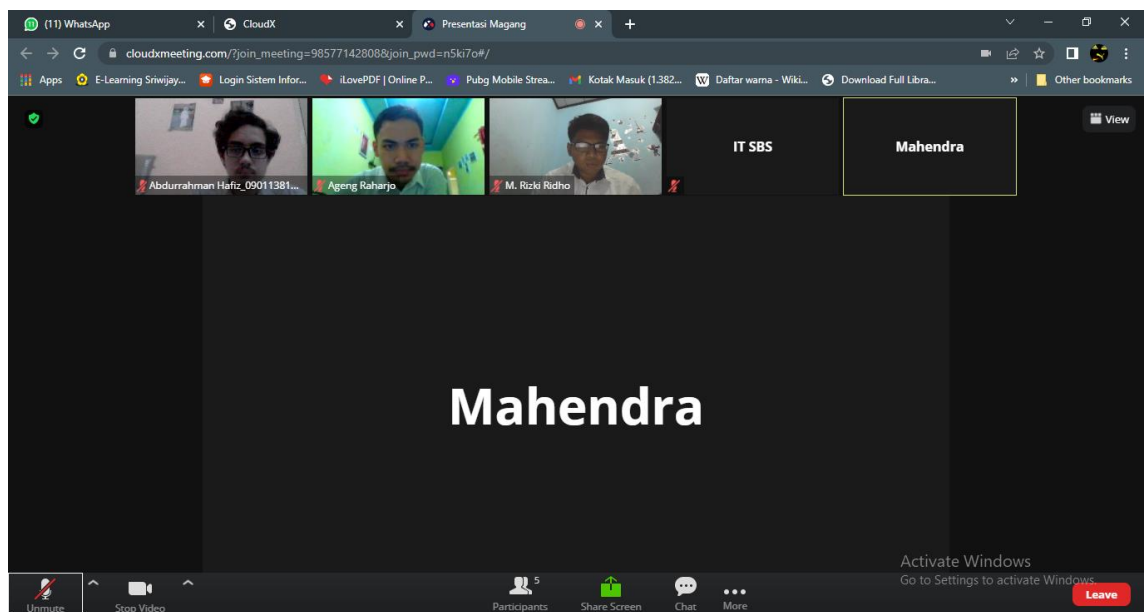 (11) WhatsApp
CloudX
Presentasi Magang
cloudxmeeting.com/?join_meeting=98577142808&join_pwd=n5ki7o#/
Apps
E-Learning Sriwijay...
Login Sistem Infor...
iLovePDF | Online P...
Pubg Mobile Strea...
Kotak Masuk (1.382...
Daftar warna - Wiki...
Download Full Libra...
»
Other bookmarks
View
Abdurrahman Hafiz_09011381...
Ageng Raharjo
M. Rizki Ridho
IT SBS
Mahendra
Mahendra
Activate Windows
Go to Settings to activate Windows.
Unmute
Stop Video
5
Participants
Share Screen
Chat
More
Leave